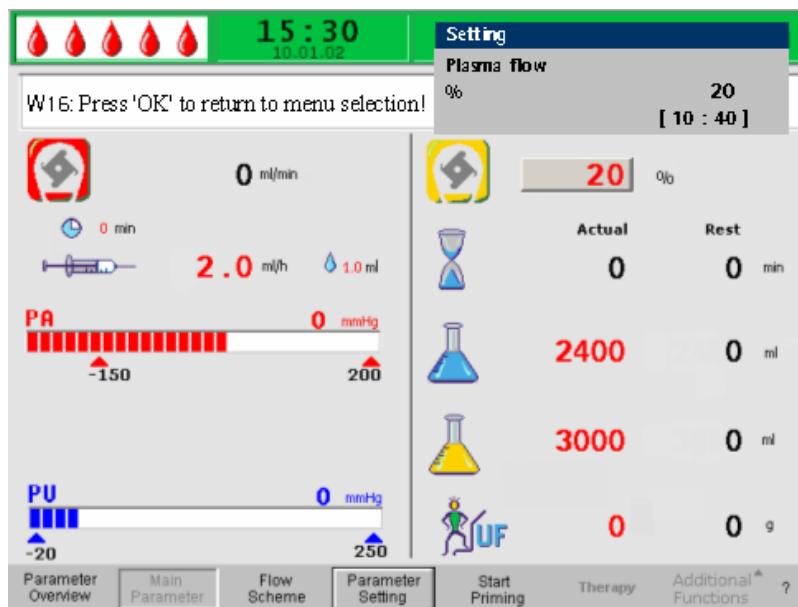 15:30
10.01.02
Setting
Plasma flow
% 20
[ 10 : 40 ]
W16: Press 'OK' to return to menu selection!
0 ml/min
20 %
0 min
Actual Rest
2.0 ml/h 1.0 ml
0 0 min
PA 0 mmHg
-150 200
2400 0 ml
3000 0 ml
PU 0 mmHg
-20 250
UF 0 0 g
Parameter Overview
Main Parameter
Flow Scheme
Parameter Setting
Start Priming
Therapy
Additional Functions
?